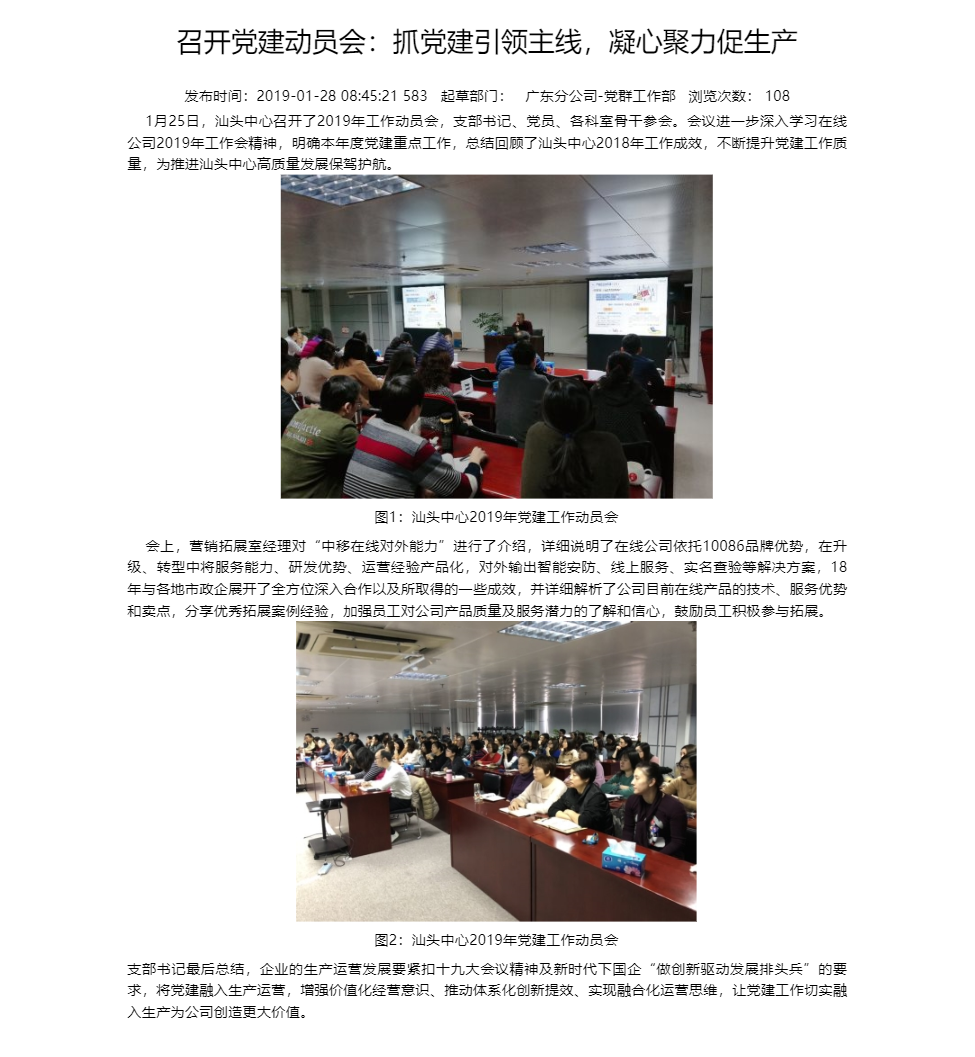 召开党建动员会：抓党建引领主线，凝心聚力促生产
发布时间：2019-01-28 08:45:21 583 起草部门： 广东分公司-党群工作部 浏览次数： 108
1月25日，汕头中心召开了2019年工作动员会，支部书记、党员、各科室骨干参会。会议进一步深入学习在线
公司2019年工作会精神，明确本年度党建重点工作，总结回顾了汕头中心2018年工作成效，不断提升党建工作质
量，为推进汕头中心高质量发展保驾护航。
图1：汕头中心2019年党建工作动员会
会上，营销拓展室经理对“中移在线对外能力”进行了介绍，详细说明了在线公司依托10086品牌优势，在升
级、转型中将服务能力、研发优势、运营经验产品化，对外输出智能安防、线上服务、实名查验等解决方案，18
年与各地市政企展开了全方位深入合作以及所取得的一些成效，并详细解析了公司目前在线产品的技术、服务优势
和卖点，分享优秀拓展案例经验，加强员工对公司产品质量及服务潜力的了解和信心，鼓励员工积极参与拓展。
图2：汕头中心2019年党建工作动员会
支部书记最后总结，企业的生产运营发展要紧扣十九大会议精神及新时代下国企“做创新驱动发展排头兵”的要
求，将党建融入生产运营，增强价值化经营意识、推动体系化创新提效、实现融合化运营思维，让党建工作切实融
入生产为公司创造更大价值。